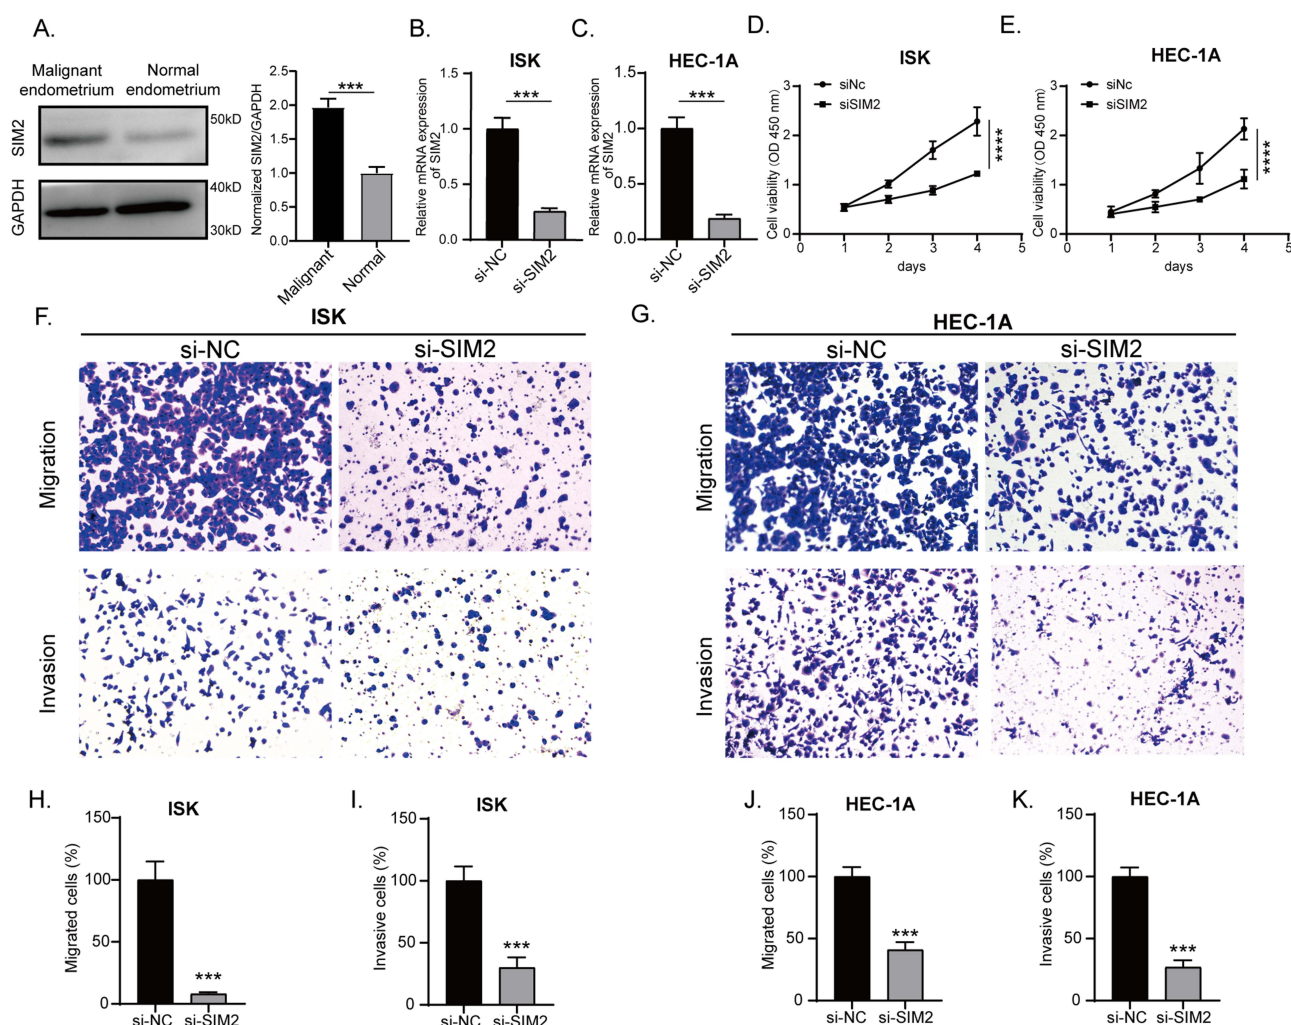 A.
Malignant
endometrium
Normal
endometrium
SIM2
GAPDH
50kD
40kD
30kD
Normalized SIM2/GAPDH
2.5
2.0
1.5
1.0
0.5
0.0
***
Malignant
Normal
B.
ISK
Relative mRNA expression
of SIM2
1.5
1.0
0.5
0.0
***
si-NC
si-SIM2
C.
HEC-1A
Relative mRNA expression
of SIM2
1.5
1.0
0.5
0.0
***
si-NC
si-SIM2
D.
ISK
Cell viability (OD 450 nm)
3
2
1
0
siNc
siSIM2
****
0 1 2 3 4 5
days
E.
HEC-1A
Cell viability (OD 450 nm)
3
2
1
0
siNc
siSIM2
****
0 1 2 3 4 5
days
F.
ISK
si-NC si-SIM2
Migration
Invasion
G.
HEC-1A
si-NC si-SIM2
Migration
Invasion
H.
ISK
Migrated cells (%)
150
100
50
0
***
si-NC si-SIM2
I.
ISK
Invasive cells (%)
150
100
50
0
***
si-NC si-SIM2
J.
HEC-1A
Migrated cells (%)
150
100
50
0
***
si-NC si-SIM2
K.
HEC-1A
Invasive cells (%)
150
100
50
0
***
si-NC si-SIM2